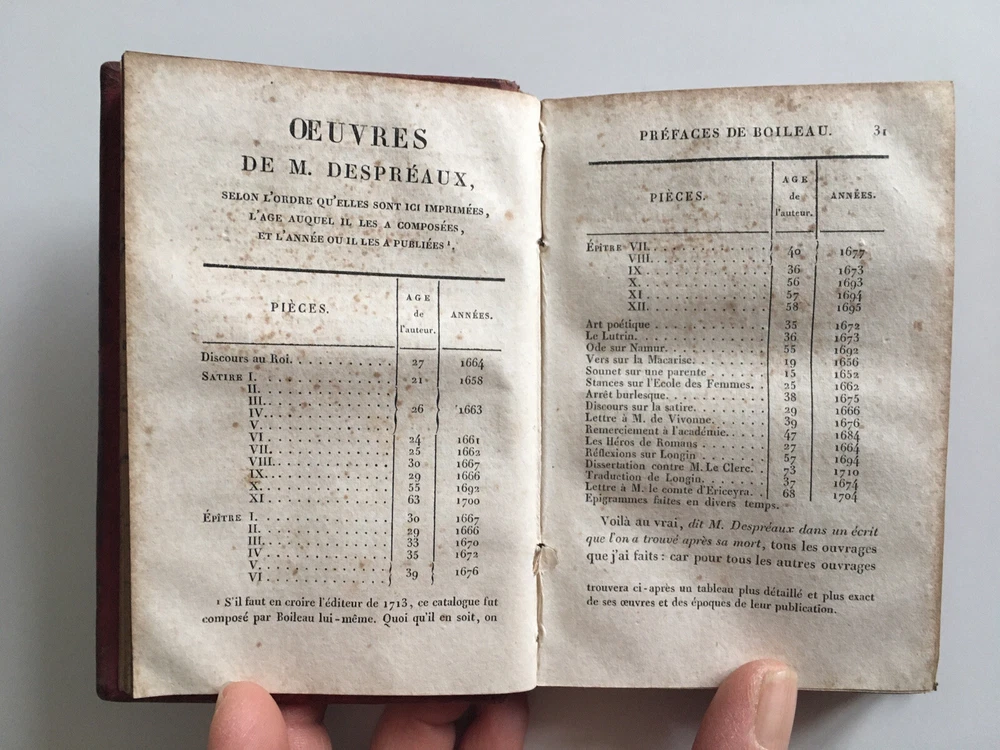 ŒUVRES
DE M. DESPRÉAUX,
SELON L'ORDRE QU'ELLES SONT ICI IMPRIMÉES,
L'AGE AUQUEL IL LES A COMPOSÉES,
ET L'ANNÉE OU IL LES A PUBLIÉES ¹.
PIÈCES. AGE de l'auteur. ANNÉES.
Discours au Roi. 27 1664
SATIRE I. 21 1658
II.
III.
IV. 26 1663
V.
VI. 24 1661
VII. 25 1662
VIII. 30 1667
IX. 29 1666
X. 55 1692
XI. 63 1700
ÉPÎTRE I. 30 1667
II. 29 1666
III. 33 1670
IV. 35 1672
V.
VI. 39 1676
¹ S'il faut en croire l'éditeur de 1713, ce catalogue fut
composé par Boileau lui-même. Quoi qu'il en soit, on
PRÉFACES DE BOILEAU. 31
PIÈCES. AGE de l'auteur. ANNÉES.
ÉPÎTRE VII. 40 1677
VIII.
IX. 36 1673
X. 56 1693
XI. 57 1694
XII. 58 1695
Art poétique 35 1672
Le Lutrin. 36 1673
Ode sur Namur. 55 1692
Vers sur la Macarise. 19 1656
Sonnet sur une parente 15 1652
Stances sur l'École des Femmes. 25 1662
Arrêt burlesque. 38 1675
Discours sur la satire. 29 1666
Lettre à M. de Vivonne. 39 1676
Remerciement à l'académie. 47 1684
Les Héros de Romans 27 1664
Réflexions sur Longin 57 1694
Dissertation contre M. Le Clerc. 73 1710
Traduction de Longin. 37 1674
Lettre à M. le comte d'Ericeyra. 68 1704
Epigrammes faites en divers temps.
Voilà au vrai, dit M. Despréaux dans un écrit
que l'on a trouvé après sa mort, tous les ouvrages
que j'ai faits : car pour tous les autres ouvrages
trouvera ci-après un tableau plus détaillé et plus exact
de ses œuvres et des époques de leur publication.